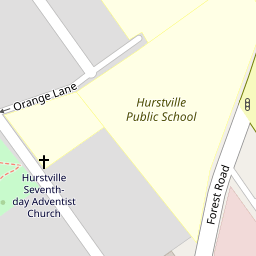 Orange Lane
Hurstville
Public School
Hurstville
Seventh-
day Adventist
Church
Forest Road